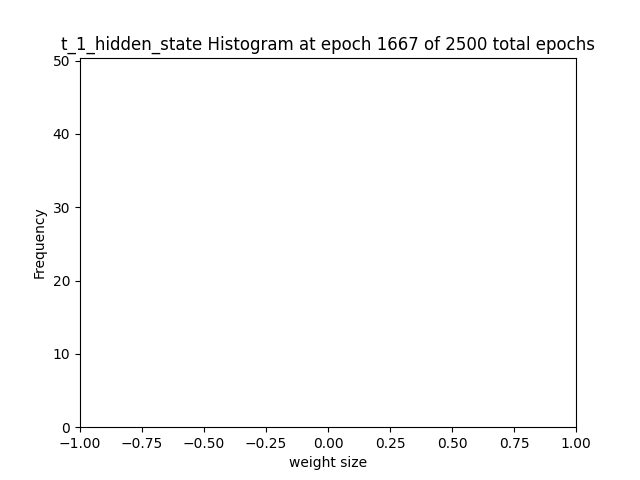 t_1_hidden_state Histogram at epoch 1667 of 2500 total epochs
50
40
30
20
10
0
Frequency
−1.00 −0.75 −0.50 −0.25 0.00 0.25 0.50 0.75 1.00
weight size